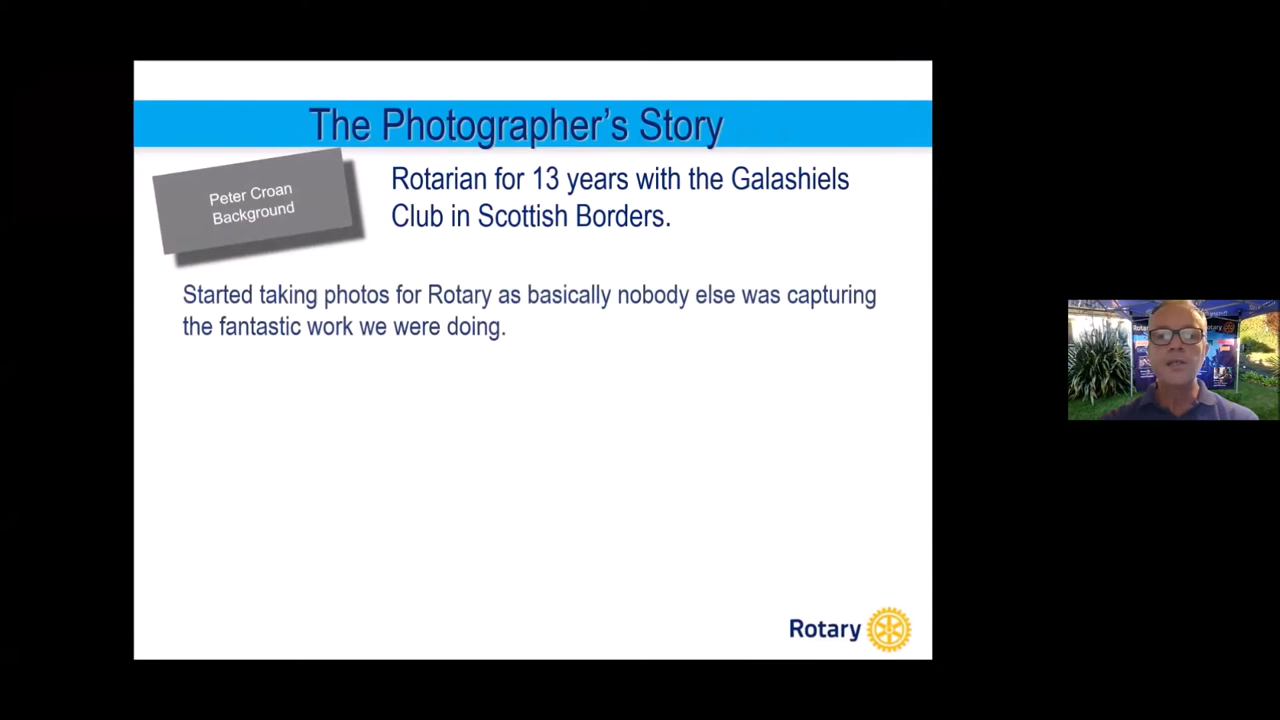 The Photographer's Story
Peter Croan
Background
Rotarian for 13 years with the Galashiels
Club in Scottish Borders.
Started taking photos for Rotary as basically nobody else was capturing
the fantastic work we were doing.
Rotary
Rotary